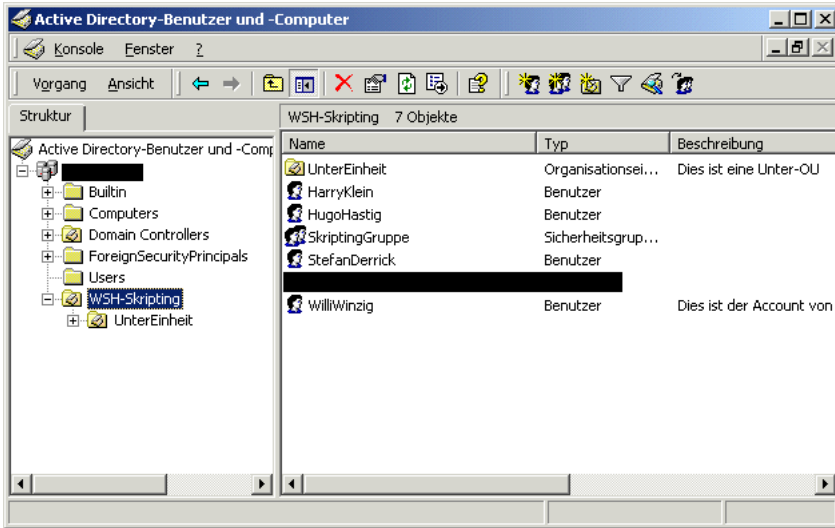 Active Directory-Benutzer und -Computer
Konsole Fenster ?
Vorgang Ansicht
Struktur
Active Directory-Benutzer und -Comp
Builtin
Computers
Domain Controllers
ForeignSecurityPrincipals
Users
WSH-Skripting
UnterEinheit
WSH-Skripting 7 Objekte
Name Typ Beschreibung
UnterEinheit Organisationsei... Dies ist eine Unter-OU
HarryKlein Benutzer
HugoHastig Benutzer
SkriptingGruppe Sicherheitsgrup...
StefanDerrick Benutzer
WilliWinzig Benutzer Dies ist der Account von